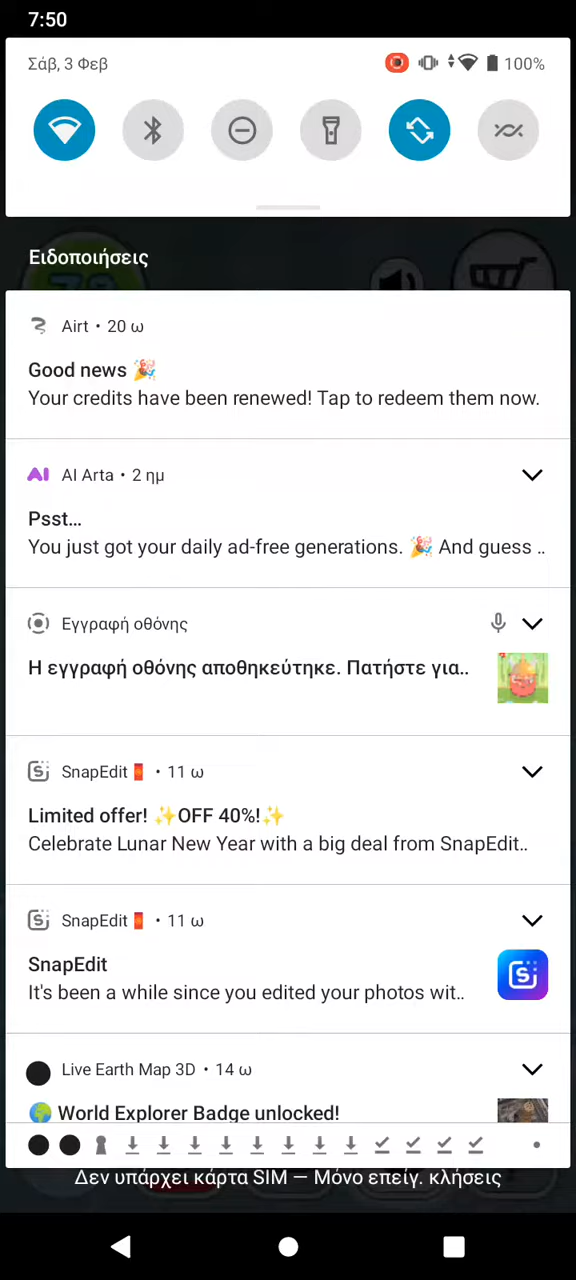 7:50
Σάβ, 3 Φεβ
100%
Ειδοποιήσεις
Airt • 20 ω
Good news 🎉
Your credits have been renewed! Tap to redeem them now.
AI AI Arta • 2 ημ
Psst...
You just got your daily ad-free generations. 🎉 And guess ..
Εγγραφή οθόνης
Η εγγραφή οθόνης αποθηκεύτηκε. Πατήστε για..
SnapEdit🧧 • 11 ω
Limited offer! ✨OFF 40%!✨
Celebrate Lunar New Year with a big deal from SnapEdit..
SnapEdit🧧 • 11 ω
SnapEdit
It's been a while since you edited your photos wit..
Live Earth Map 3D • 14 ω
🌍 World Explorer Badge unlocked!
Δεν υπάρχει κάρτα SIM — Μόνο επείγ. κλήσεις